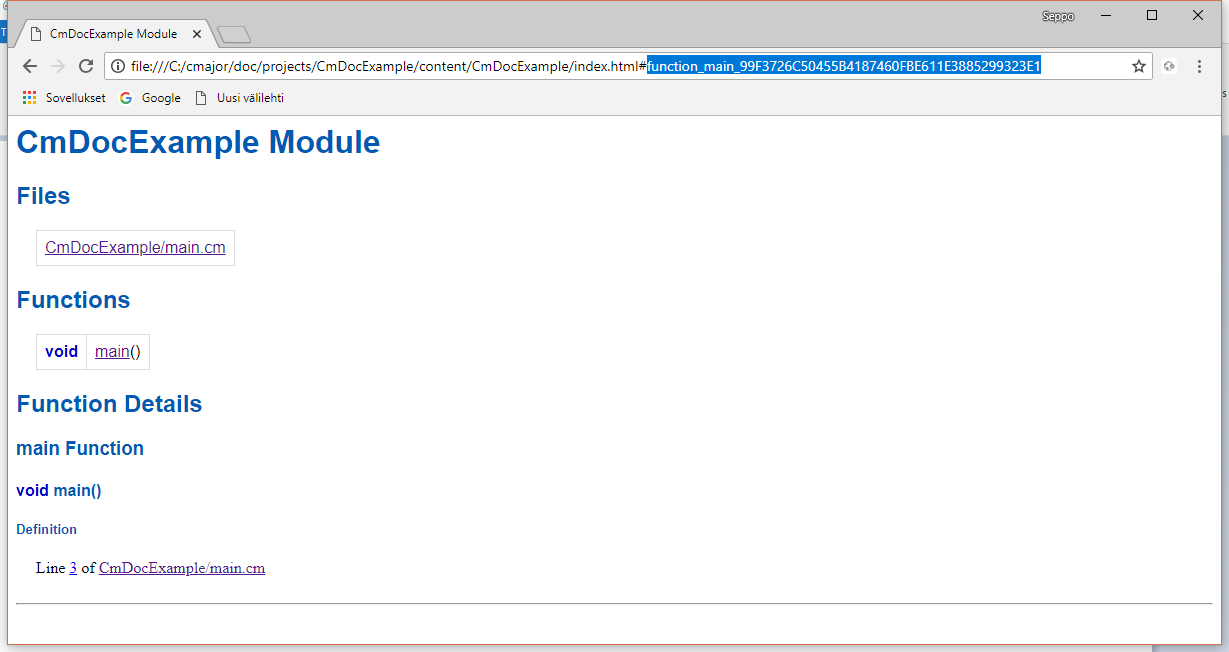 Seppo
CmDocExample Module
file:///C:/cmajor/doc/projects/CmDocExample/content/CmDocExample/index.html#function_main_99F3726C50455B4187460FBE611E3885299323E1
Sovellukset Google Uusi välilehti
CmDocExample Module
Files
CmDocExample/main.cm
Functions
void main()
Function Details
main Function
void main()
Definition
Line 3 of CmDocExample/main.cm